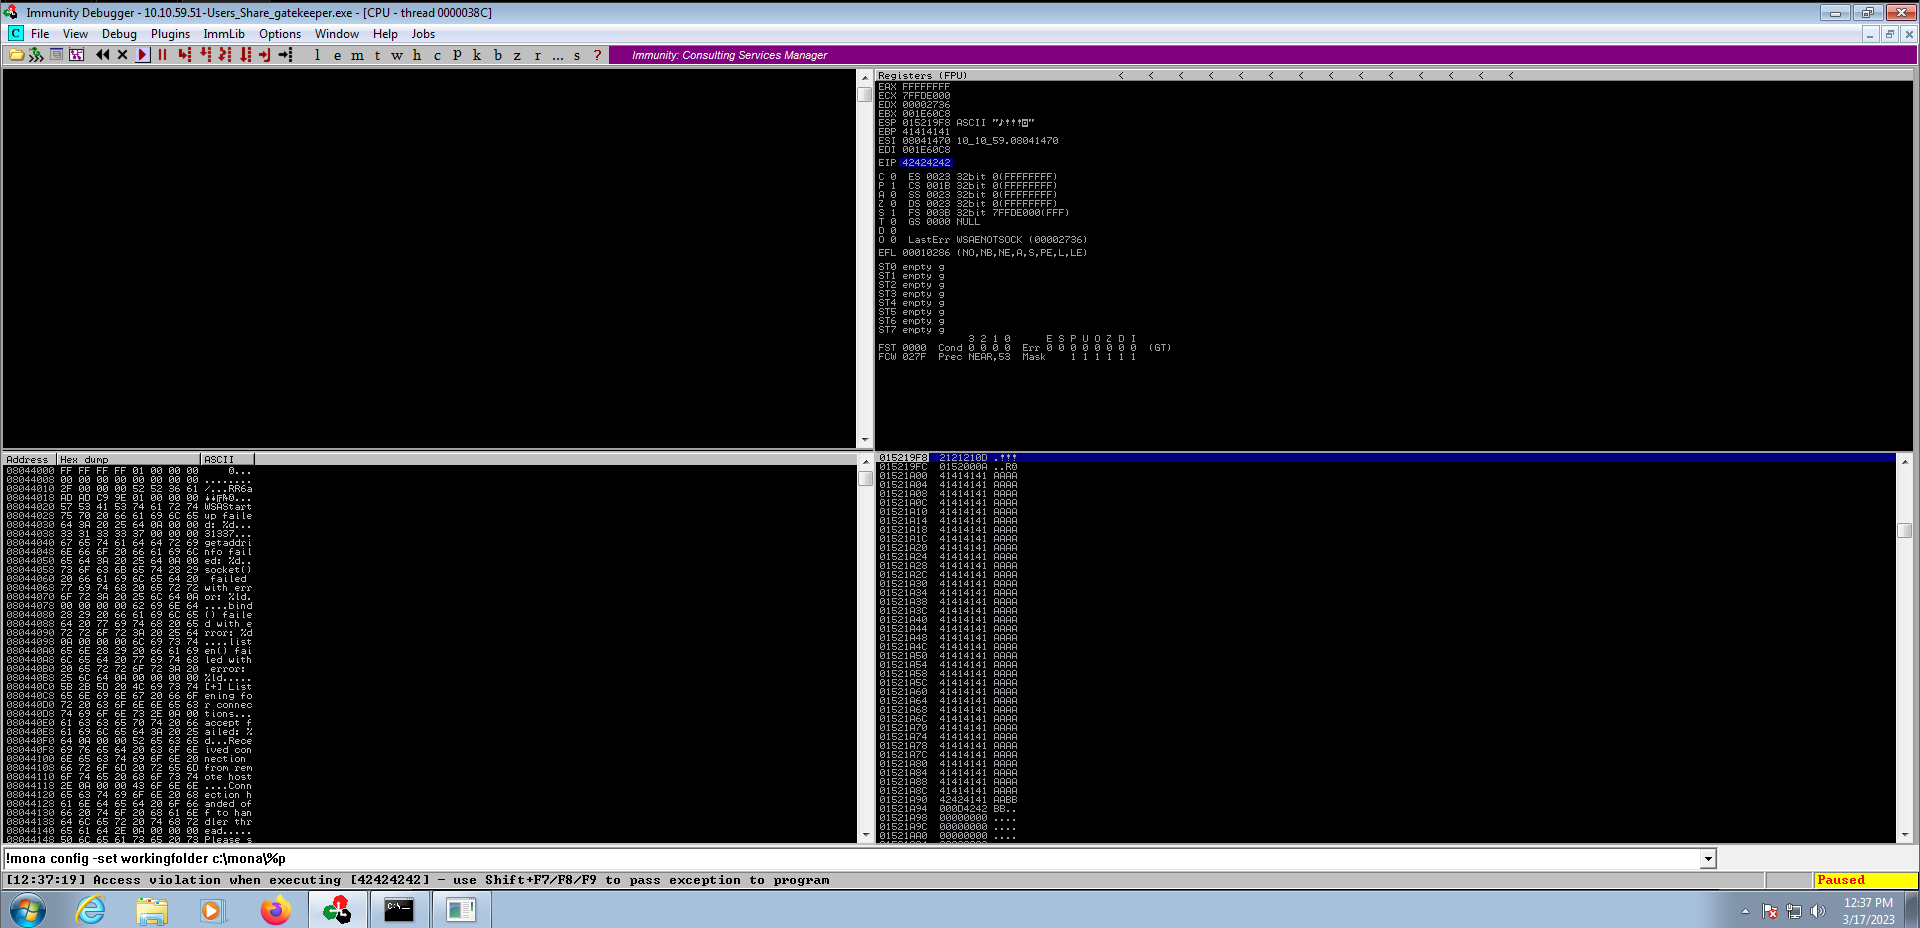 Immunity Debugger - 10.10.59.51-Users_Share_gatekeeper.exe - [CPU - thread 0000038C]
File View Debug Plugins ImmLib Options Window Help Jobs
l e m t w h c P k b z r ... s ?
Immunity: Consulting Services Manager
Registers (FPU) < < < < < < < < < < < < < <
EAX FFFFFFFF
ECX 7FFDE000
EDX 00002736
EBX 001E60C8
ESP 015219F8 ASCII
EBP 41414141
ESI 08041470 10_10_59.08041470
EDI 001E60C8
EIP 42424242
C 0 ES 0023 32bit 0(FFFFFFFF)
P 1 CS 001B 32bit 0(FFFFFFFF)
A 0 SS 0023 32bit 0(FFFFFFFF)
Z 0 DS 0023 32bit 0(FFFFFFFF)
S 1 FS 003B 32bit 7FFDE000(FFF)
T 0 GS 0000 NULL
D 0
O 0 LastErr WSAENOTSOCK (00002736)
EFL 00010286 (NO,NB,NE,A,S,PE,L,LE)
ST0 empty g
ST1 empty g
ST2 empty g
ST3 empty g
ST4 empty g
ST5 empty g
ST6 empty g
ST7 empty g
3 2 1 0 E S P U O Z D I
FST 0000 Cond 0 0 0 0 Err 0 0 0 0 0 0 0 0 (GT)
FCW 027F Prec NEAR,53 Mask 1 1 1 1 1 1
Address Hex dump ASCII
08044000 FF FF FF FF 01 00 00 00
08044008 00 00 00 00 00 00 00 00 ........
08044010 2F 00 00 00 52 52 36 61 /...RR6a
08044018 AD AD C9 9E 01 00 00 00
08044020 57 53 41 53 74 61 72 74 WSAStart
08044028 75 70 20 66 61 69 6C 65 up faile
08044030 64 3A 20 25 64 0A 00 00 d: %d...
08044038 33 31 33 33 37 00 00 00 31337...
08044040 67 65 74 61 64 64 72 69 getaddri
08044048 6E 66 6F 20 66 61 69 6C nfo fail
08044050 65 64 3A 20 25 64 0A 00 ed: %d..
08044058 73 6F 63 6B 65 74 28 29 socket()
08044060 20 66 61 69 6C 65 64 20 failed
08044068 77 69 74 68 20 65 72 72 with err
08044070 6F 72 3A 20 25 6C 64 0A or: %ld.
08044078 00 00 00 00 62 69 6E 64 ....bind
08044080 28 29 20 66 61 69 6C 65 () faile
08044088 64 20 77 69 74 68 20 65 d with e
08044090 72 72 6F 72 3A 20 25 64 rror: %d
08044098 0A 00 00 00 6C 69 73 74 ....list
080440A0 65 6E 28 29 20 66 61 69 en() fai
080440A8 6C 65 64 20 77 69 74 68 led with
080440B0 20 65 72 72 6F 72 3A 20 error:
080440B8 25 6C 64 0A 00 00 00 00 %ld.....
080440C0 5B 2B 5D 20 4C 69 73 74 [+] List
080440C8 65 6E 69 6E 67 20 66 6F ening fo
080440D0 72 20 63 6F 6E 6E 65 63 r connec
080440D8 74 69 6F 6E 73 2E 0A 00 tions...
080440E0 61 63 63 65 70 74 20 66 accept f
080440E8 61 69 6C 65 64 3A 20 25 ailed: %
080440F0 64 0A 00 00 52 65 63 65 d...Rece
080440F8 69 76 65 64 20 63 6F 6E ived con
08044100 6E 65 63 74 69 6F 6E 20 nection
08044108 66 72 6F 6D 20 72 65 6D from rem
08044110 6F 74 65 20 68 6F 73 74 ote host
08044118 2E 0A 00 00 43 6F 6E 6E ....Conn
08044120 65 63 74 69 6F 6E 20 68 ection h
08044128 61 6E 64 65 64 20 6F 66 anded of
08044130 66 20 74 6F 20 68 61 6E f to han
08044138 64 6C 65 72 20 74 68 72 dler thr
08044140 65 61 64 2E 0A 00 00 00 ead.....
08044148 50 6C 65 61 73 65 20 73 Please s
015219F8 2121210D .!!!
015219FC 0152000A ..R0
01521A00 41414141 AAAA
01521A04 41414141 AAAA
01521A08 41414141 AAAA
01521A0C 41414141 AAAA
01521A10 41414141 AAAA
01521A14 41414141 AAAA
01521A18 41414141 AAAA
01521A1C 41414141 AAAA
01521A20 41414141 AAAA
01521A24 41414141 AAAA
01521A28 41414141 AAAA
01521A2C 41414141 AAAA
01521A30 41414141 AAAA
01521A34 41414141 AAAA
01521A38 41414141 AAAA
01521A3C 41414141 AAAA
01521A40 41414141 AAAA
01521A44 41414141 AAAA
01521A48 41414141 AAAA
01521A4C 41414141 AAAA
01521A50 41414141 AAAA
01521A54 41414141 AAAA
01521A58 41414141 AAAA
01521A5C 41414141 AAAA
01521A60 41414141 AAAA
01521A64 41414141 AAAA
01521A68 41414141 AAAA
01521A6C 41414141 AAAA
01521A70 41414141 AAAA
01521A74 41414141 AAAA
01521A78 41414141 AAAA
01521A7C 41414141 AAAA
01521A80 41414141 AAAA
01521A84 41414141 AAAA
01521A88 41414141 AAAA
01521A8C 41414141 AAAA
01521A90 42424141 AABB
01521A94 000D4242 BB..
01521A98 00000000 ....
01521A9C 00000000 ....
01521AA0 00000000 ....
!mona config -set workingfolder c:\mona\%p
[12:37:19] Access violation when executing [42424242] - use Shift+F7/F8/F9 to pass exception to program
Paused
12:37 PM
3/17/2023